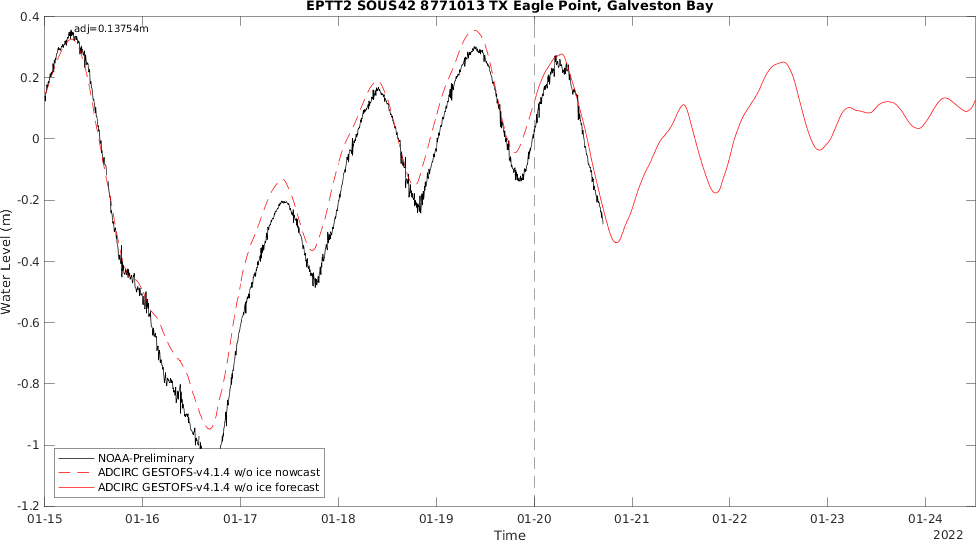 EPTT2 SOUS42 8771013 TX Eagle Point, Galveston Bay
adj=0.13754m
0.4
0.2
0
-0.2
-0.4
-0.6
-0.8
-1
-1.2
Water Level (m)
NOAA-Preliminary
ADCIRC GESTOFS-v4.1.4 w/o ice nowcast
ADCIRC GESTOFS-v4.1.4 w/o ice forecast
01-15 01-16 01-17 01-18 01-19 01-20 01-21 01-22 01-23 01-24
Time
2022